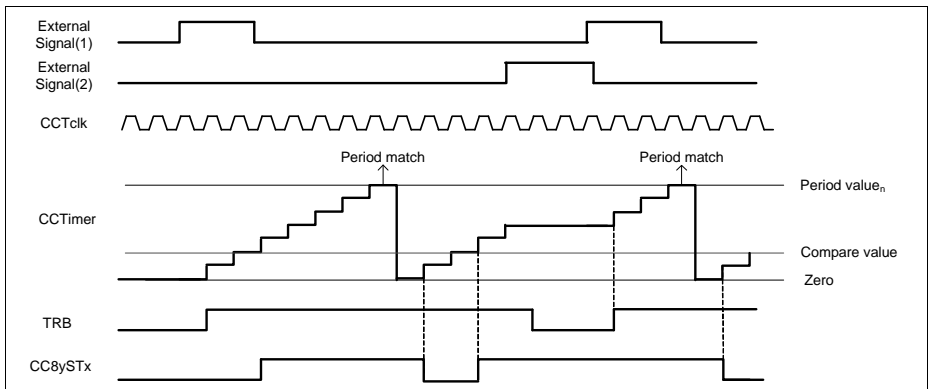 External
Signal(1)
External
Signal(2)
CCTclk
Period match
Period match
Period valueₙ
CCTimer
Compare value
Zero
TRB
CC8ySTx